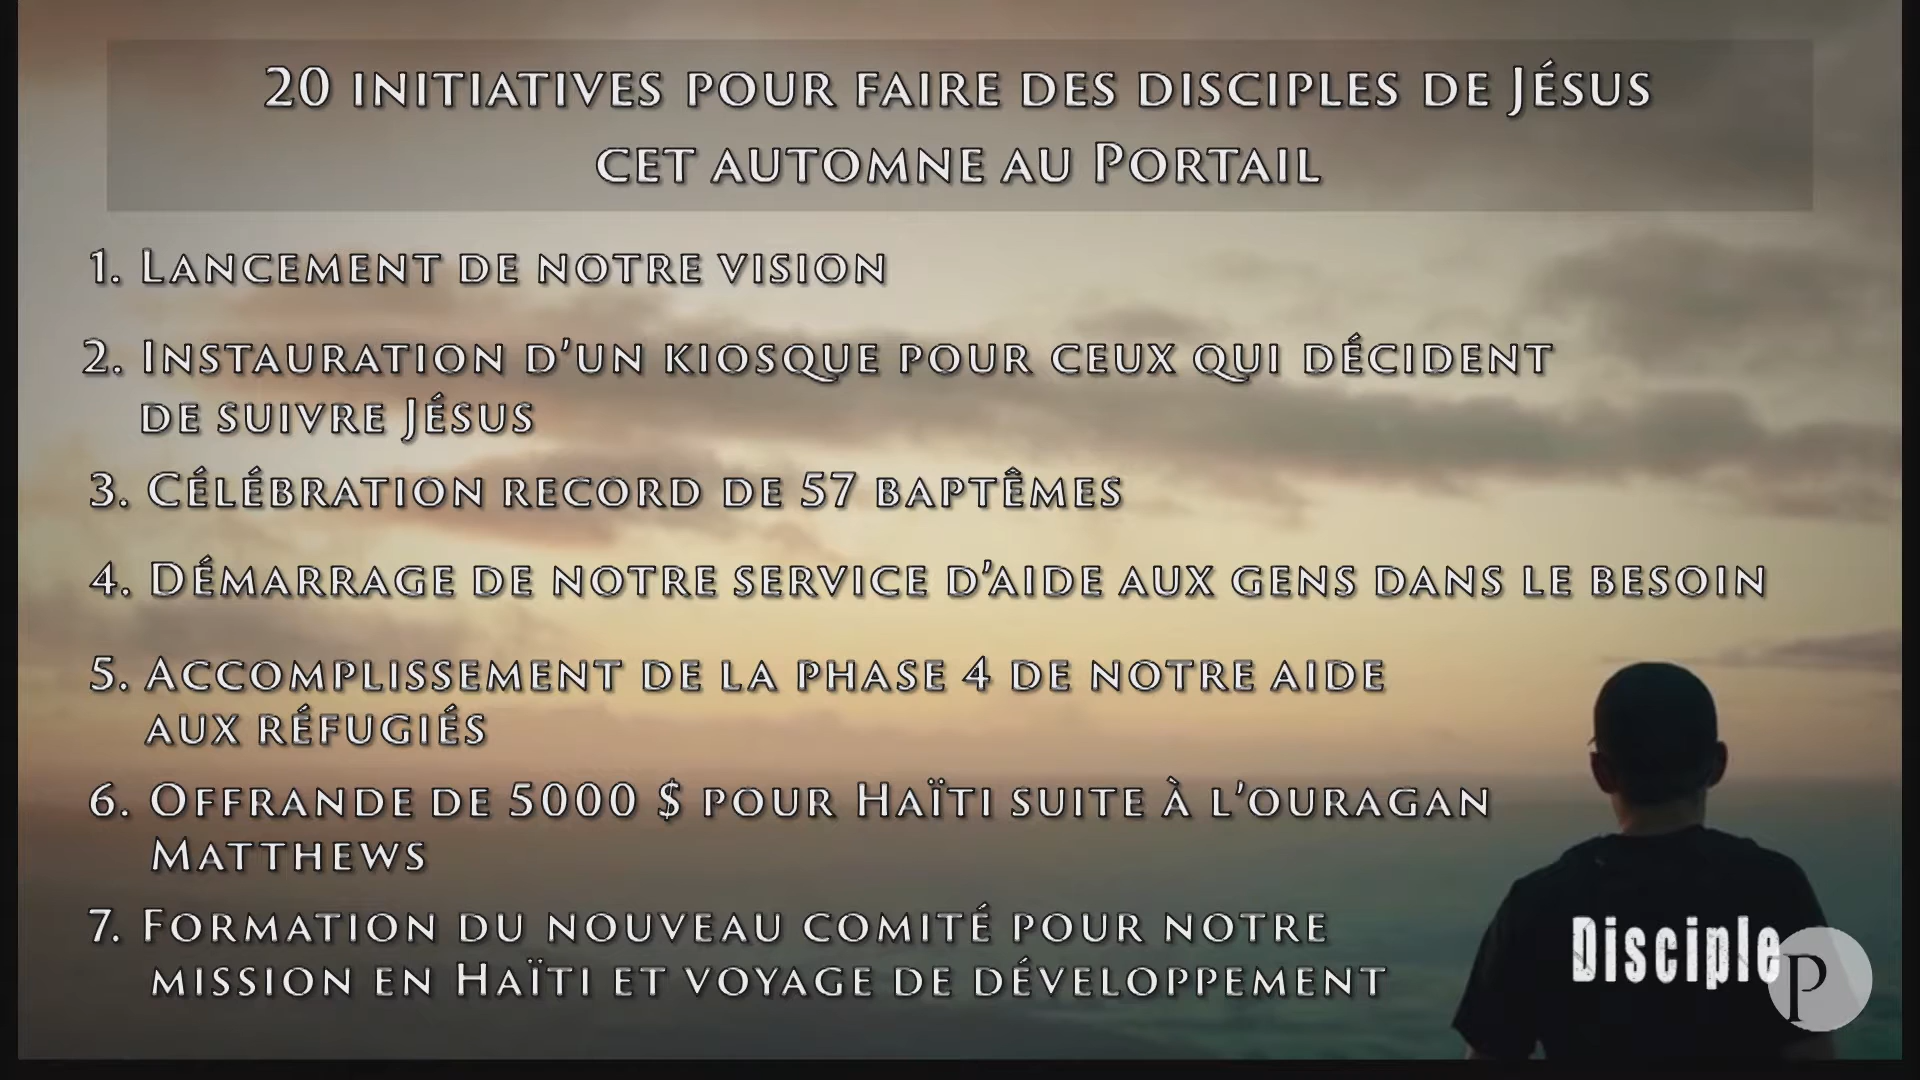 20 initiatives pour faire des disciples de Jésus
cet automne au Portail
1. Lancement de notre vision
2. Instauration d'un kiosque pour ceux qui décident
de suivre Jésus
3. Célébration record de 57 baptêmes
4. Démarrage de notre service d'aide aux gens dans le besoin
5. Accomplissement de la phase 4 de notre aide
aux réfugiés
6. Offrande de 5000 $ pour Haïti suite à l'ouragan
Matthews
7. Formation du nouveau comité pour notre
mission en Haïti et voyage de développement
Disciple
P